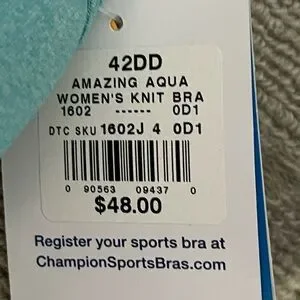 42DD
AMAZING AQUA
WOMEN'S KNIT BRA
1602 ------ 0D1
DTC SKU 1602J 4 0D1
0 90563 09437 0
$48.00
Register your sports bra at
ChampionSportsBras.com